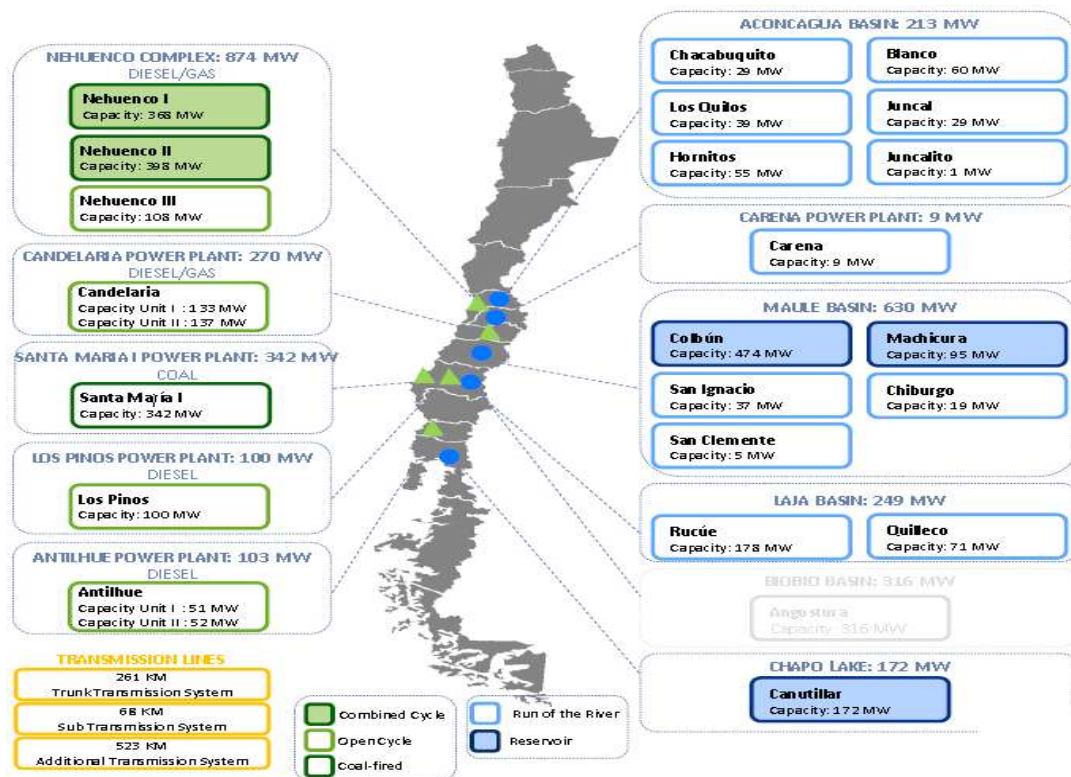 NEHUENCO COMPLEX: 874 MW
DIESEL/GAS
Nehuenco I
Capacity: 368 MW
Nehuenco II
Capacity: 398 MW
Nehuenco III
Capacity: 108 MW
CANDELARIA POWER PLANT: 270 MW
DIESEL/GAS
Candelaria
Capacity Unit I : 133 MW
Capacity Unit II : 137 MW
SANTA MARIA I POWER PLANT: 342 MW
COAL
Santa María I
Capacity: 342 MW
LOS PINOS POWER PLANT: 100 MW
DIESEL
Los Pinos
Capacity: 100 MW
ANTILHUE POWER PLANT: 103 MW
DIESEL
Antilhue
Capacity Unit I : 51 MW
Capacity Unit II : 52 MW
TRANSMISSION LINES
261 KM
Trunk Transmission System
68 KM
Sub Transmission System
523 KM
Additional Transmission System
Combined Cycle
Open Cycle
Coal-fired
Run of the River
Reservoir
ACONCAGUA BASIN: 213 MW
Chacabuquito
Capacity: 29 MW
Blanco
Capacity: 60 MW
Los Quilos
Capacity: 39 MW
Juncal
Capacity: 29 MW
Hornitos
Capacity: 55 MW
Juncalito
Capacity: 1 MW
CARENA POWER PLANT: 9 MW
Carena
Capacity: 9 MW
MAULE BASIN: 630 MW
Colbún
Capacity: 474 MW
Machicura
Capacity: 95 MW
San Ignacio
Capacity: 37 MW
Chiburgo
Capacity: 19 MW
San Clemente
Capacity: 5 MW
LAJA BASIN: 249 MW
Rucúe
Capacity: 178 MW
Quilleco
Capacity: 71 MW
BIOBIO BASIN: 316 MW
Angostura
Capacity: 316 MW
CHAPO LAKE: 172 MW
Canutillar
Capacity: 172 MW